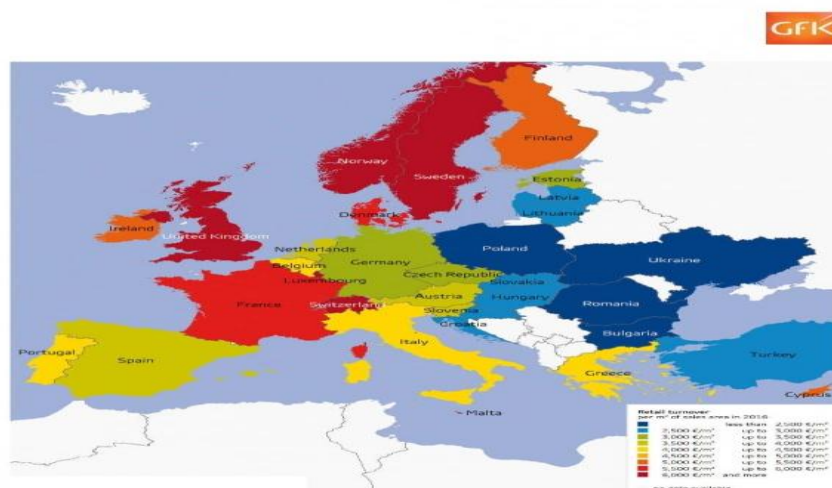 GfK
Finland
Norway
Sweden
Estonia
Latvia
Denmark
Lithuania
Ireland
United Kingdom
Netherlands
Poland
Belgium
Germany
Ukraine
Luxembourg
Czech Republic
Slovakia
France
Austria
Hungary
Switzerland
Romania
Slovenia
Croatia
Bulgaria
Italy
Portugal
Spain
Turkey
Greece
Cyprus
Malta
Retail turnover
per m² of sales area in 2016
less than 2,500 €/m²
2,500 €/m² up to 3,000 €/m²
3,000 €/m² up to 3,500 €/m²
3,500 €/m² up to 4,000 €/m²
4,000 €/m² up to 4,500 €/m²
4,500 €/m² up to 5,000 €/m²
5,000 €/m² up to 5,500 €/m²
5,500 €/m² up to 6,000 €/m²
6,000 €/m² and more